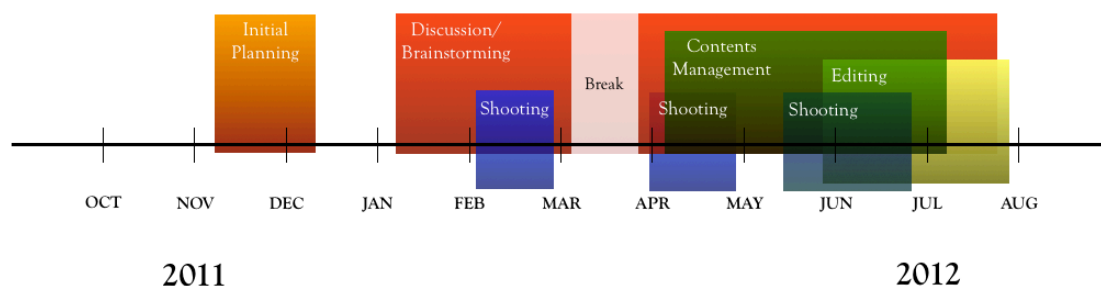 Initial
Planning
Discussion/
Brainstorming
Break
Contents
Management
Editing
Shooting
Shooting
Shooting
OCT
NOV
DEC
JAN
FEB
MAR
APR
MAY
JUN
JUL
AUG
2011
2012